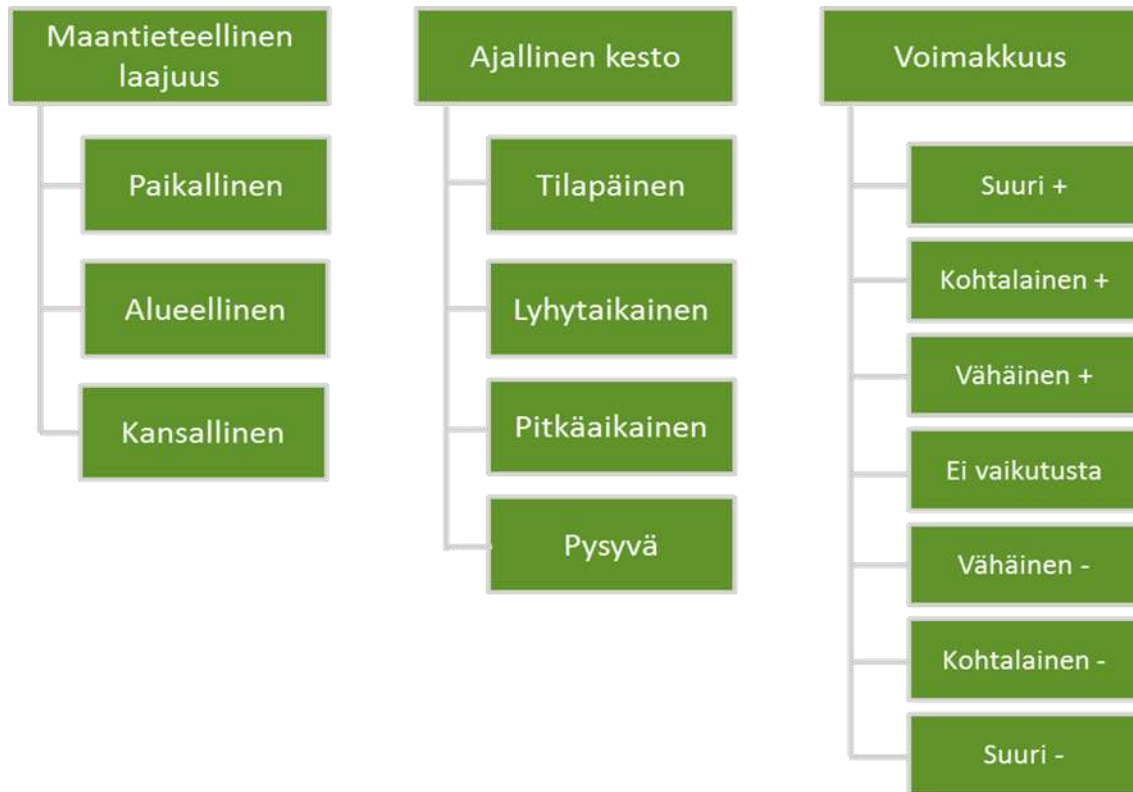 Maantieteellinen
laajuus
Paikallinen
Alueellinen
Kansallinen
Ajallinen kesto
Tilapäinen
Lyhytaikainen
Pitkäaikainen
Pysyvä
Voimakkuus
Suuri +
Kohtalainen +
Vähäinen +
Ei vaikutusta
Vähäinen -
Kohtalainen -
Suuri -